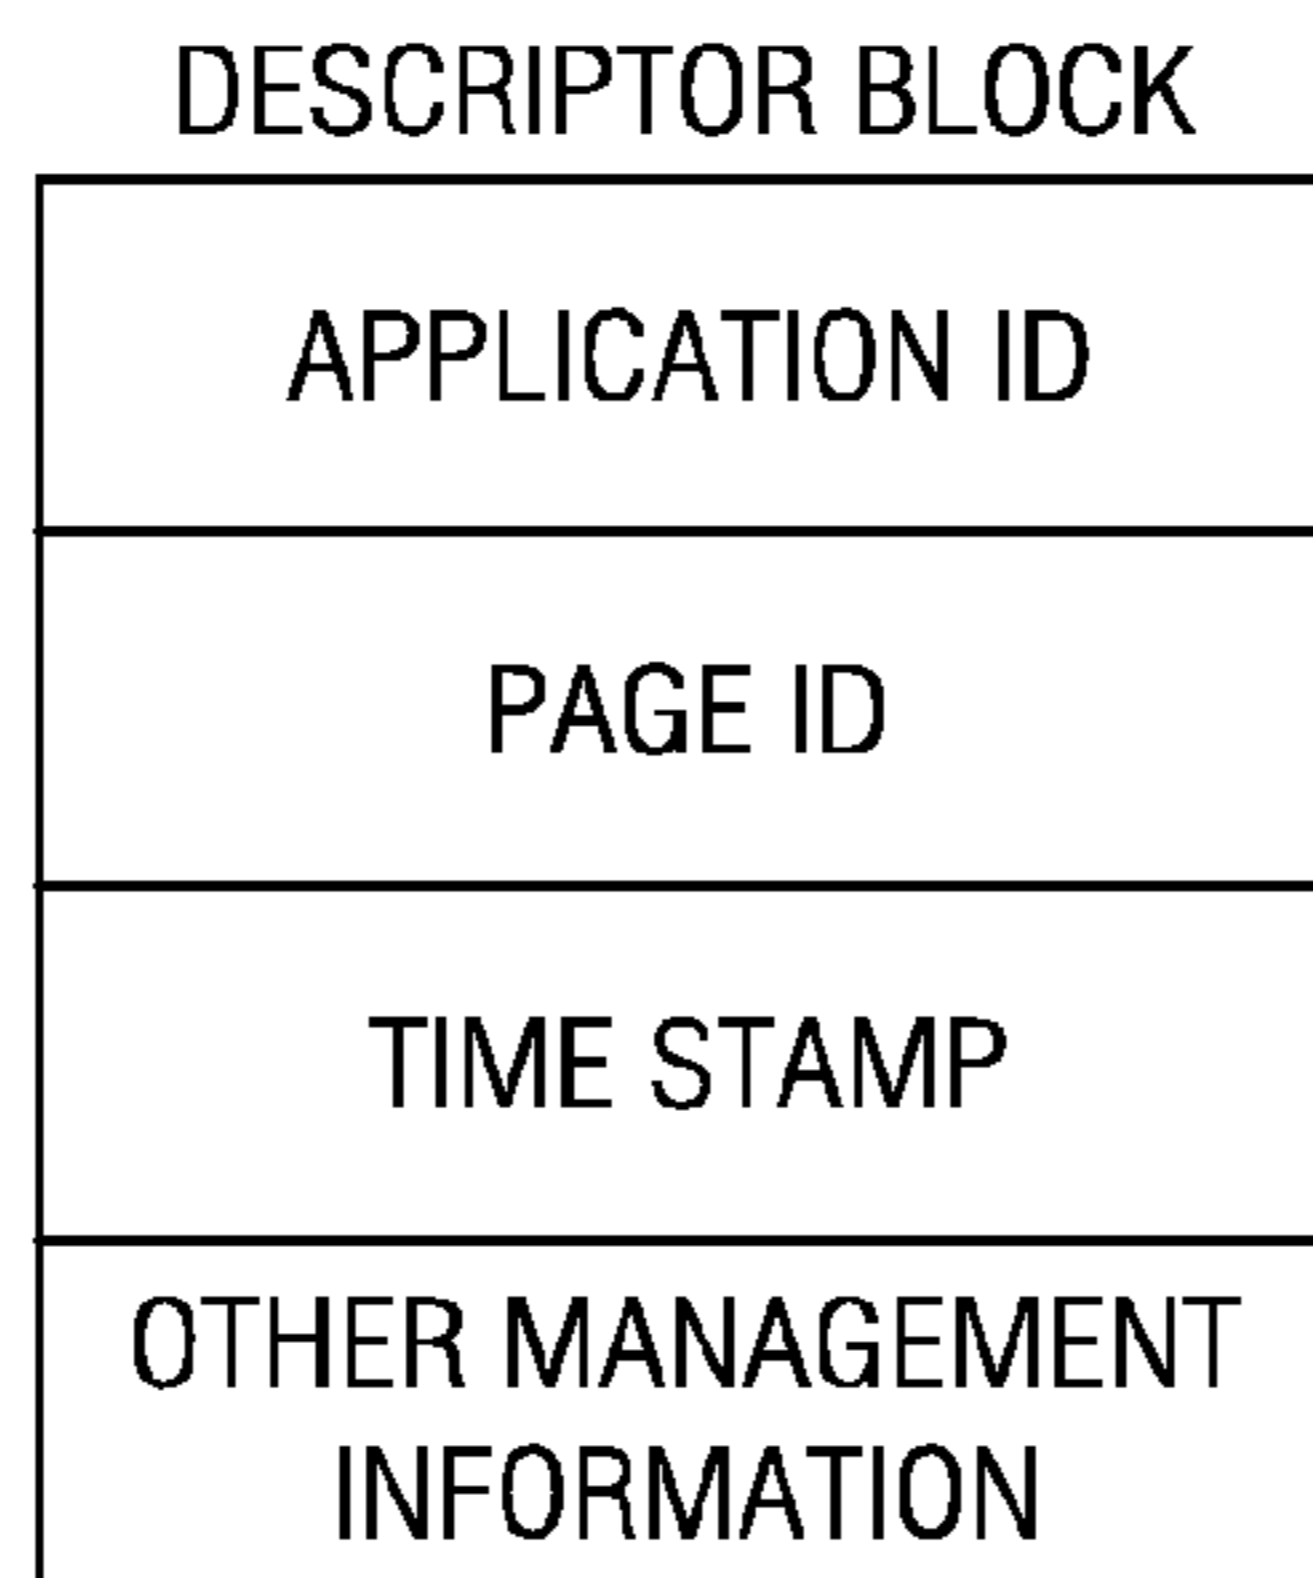 DESCRIPTOR BLOCK
APPLICATION ID
PAGE ID
TIME STAMP
OTHER MANAGEMENT
INFORMATION